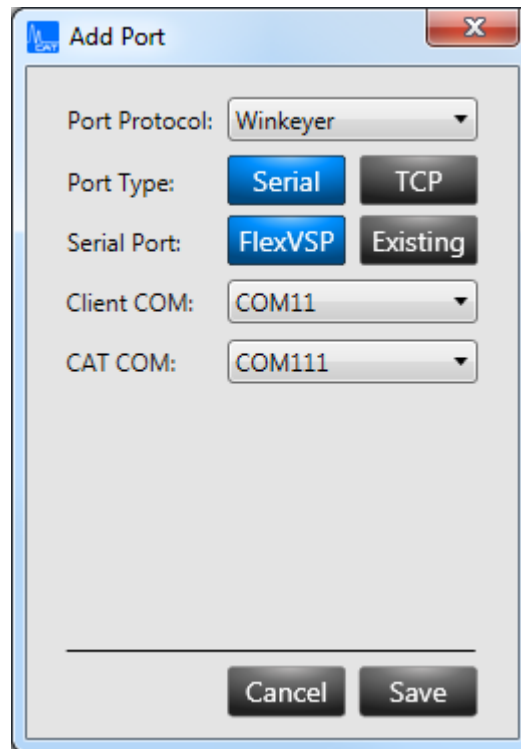 CAT Add Port
Port Protocol: Winkeyer
Port Type: Serial TCP
Serial Port: FlexVSP Existing
Client COM: COM11
CAT COM: COM111
Cancel Save